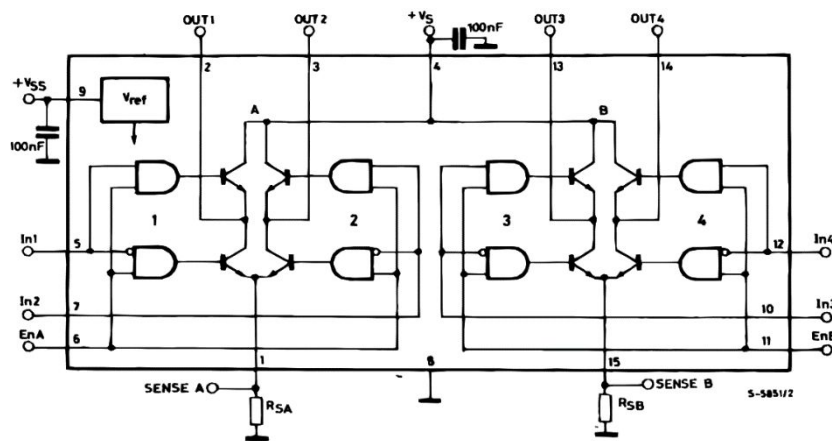 OUT1
OUT2
+VS
100nF
OUT3
OUT4
2
3
4
13
14
+VSS
9
Vref
A
B
100nF
1
2
3
4
In1
5
12
In4
In2
7
10
In3
EnA
6
11
EnB
1
8
15
SENSE A
SENSE B
S-5851/2
RSA
RSB